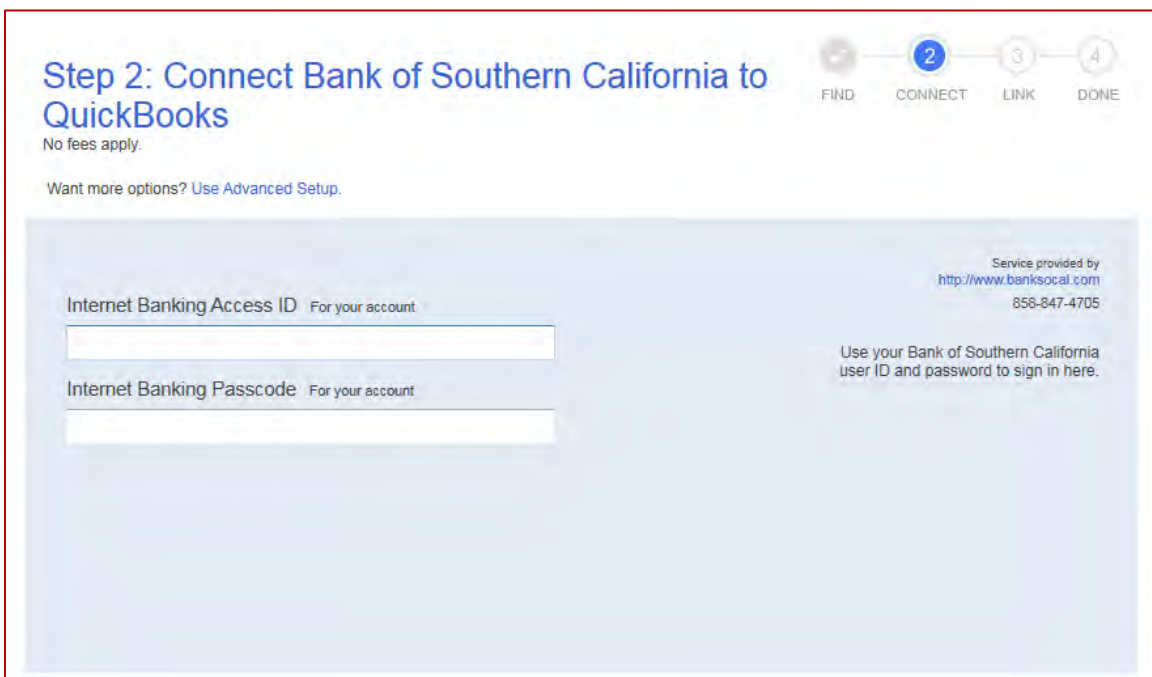 Step 2: Connect Bank of Southern California to
QuickBooks
No fees apply.
Want more options? Use Advanced Setup.
2
3
4
FIND
CONNECT
LINK
DONE
Service provided by
http://www.banksocal.com
858-847-4705
Use your Bank of Southern California
user ID and password to sign in here.
Internet Banking Access ID For your account
Internet Banking Passcode For your account